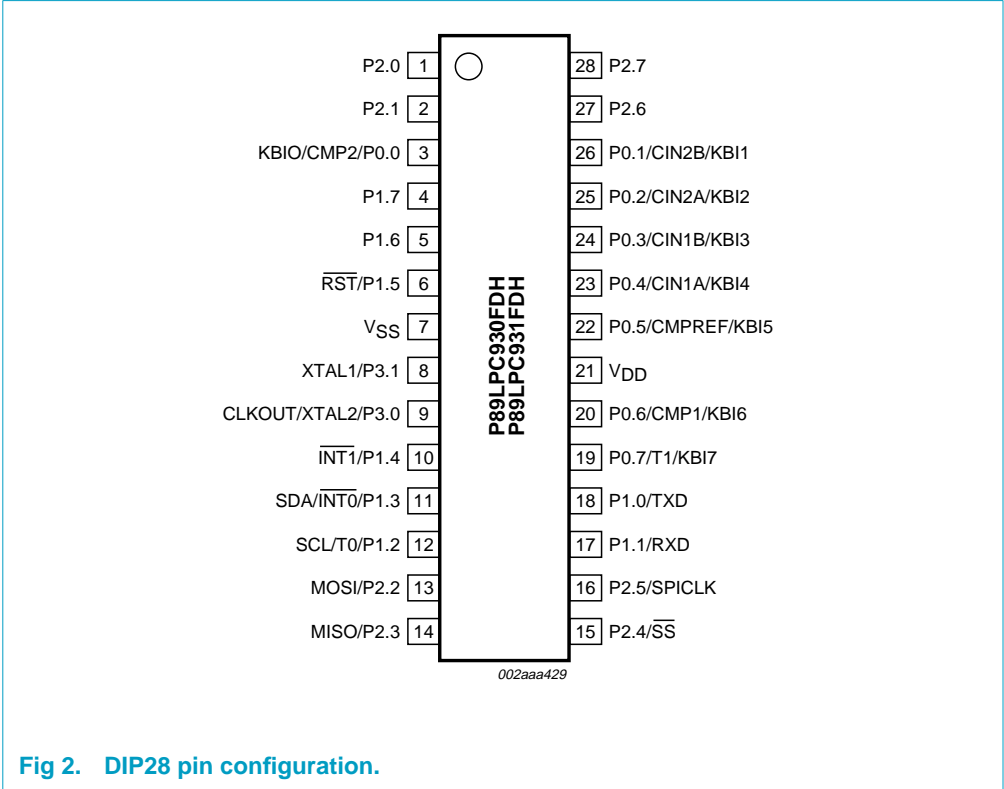 P2.0 1
28 P2.7
P2.1 2
27 P2.6
KBIO/CMP2/P0.0 3
26 P0.1/CIN2B/KBI1
P1.7 4
25 P0.2/CIN2A/KBI2
P1.6 5
24 P0.3/CIN1B/KBI3
R̅S̅T̅/P1.5 6
23 P0.4/CIN1A/KBI4
VSS 7
22 P0.5/CMPREF/KBI5
XTAL1/P3.1 8
21 VDD
CLKOUT/XTAL2/P3.0 9
20 P0.6/CMP1/KBI6
I̅N̅T̅1̅/P1.4 10
19 P0.7/T1/KBI7
SDA/I̅N̅T̅0̅/P1.3 11
18 P1.0/TXD
SCL/T0/P1.2 12
17 P1.1/RXD
MOSI/P2.2 13
16 P2.5/SPICLK
MISO/P2.3 14
15 P2.4/S̅S̅
P89LPC930FDH
P89LPC931FDH
002aaa429
Fig 2. DIP28 pin configuration.